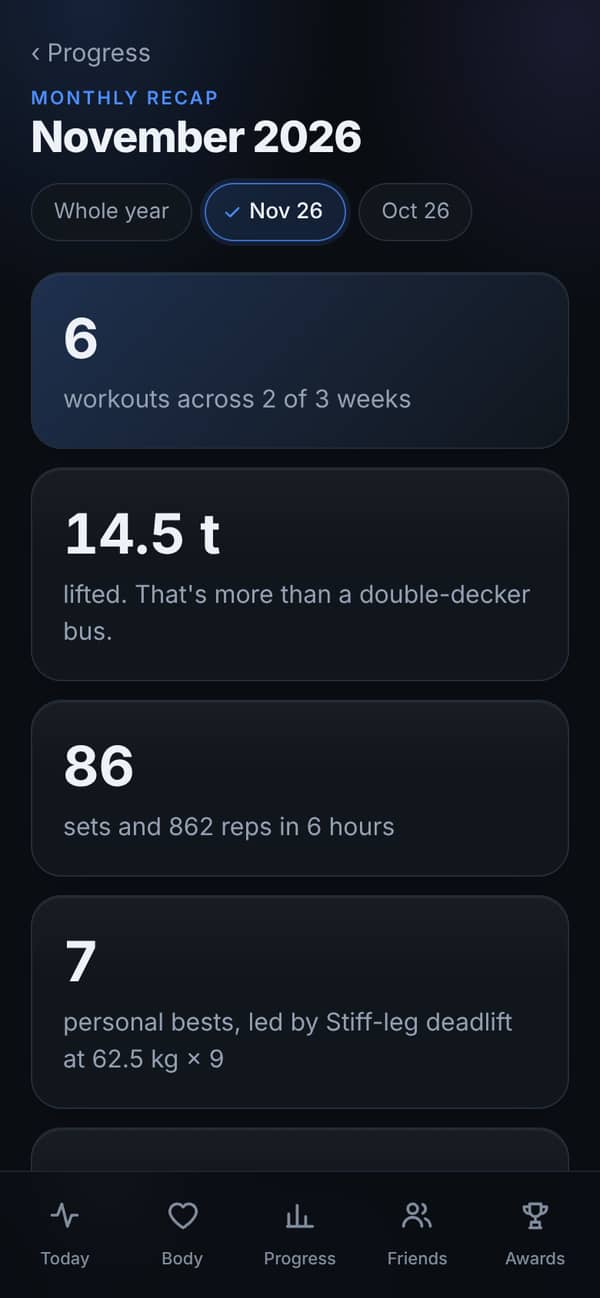 ‹ Progress
MONTHLY RECAP
November 2026
Whole year
✓ Nov 26
Oct 26
6
workouts across 2 of 3 weeks
14.5 t
lifted. That's more than a double-decker
bus.
86
sets and 862 reps in 6 hours
7
personal bests, led by Stiff-leg deadlift
at 62.5 kg × 9
Today
Body
Progress
Friends
Awards